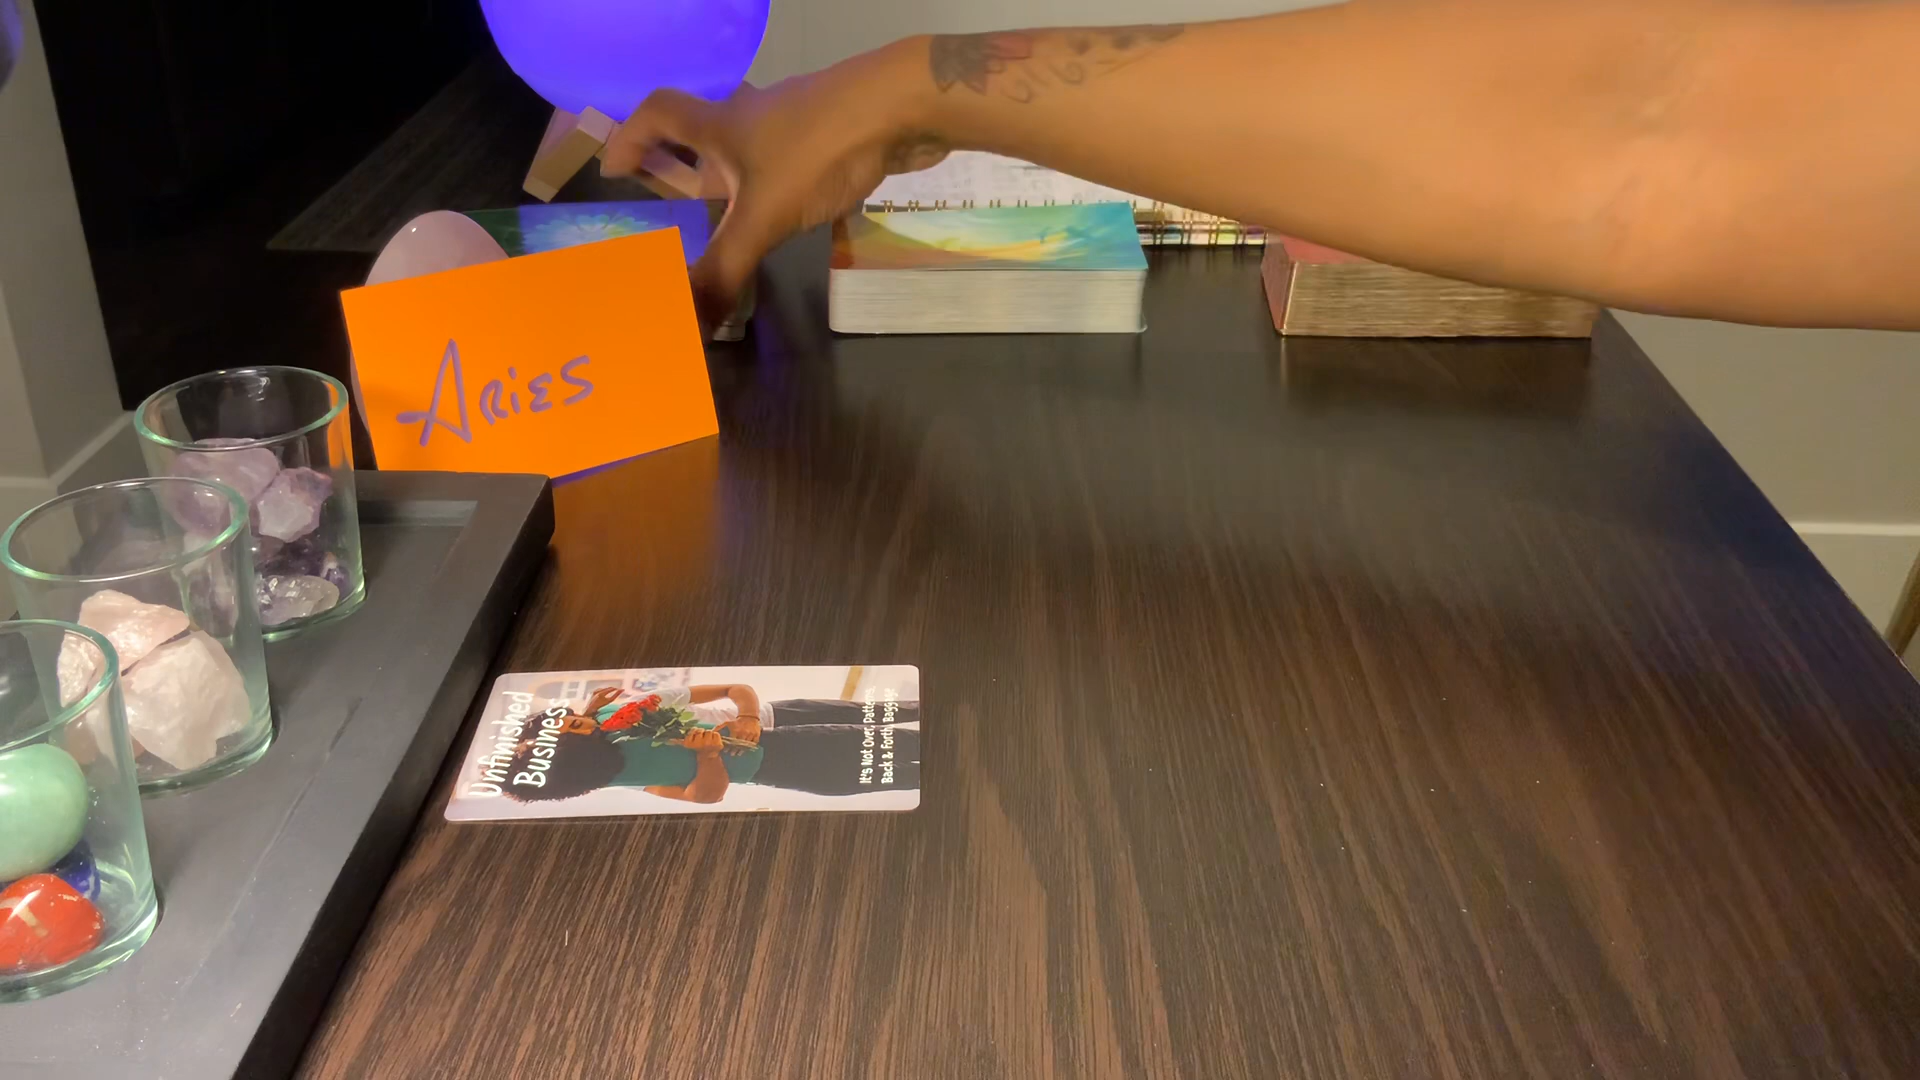 Aries
Unfinished
Business
It's Not Over, Patterns,
Back & Forth, Baggage